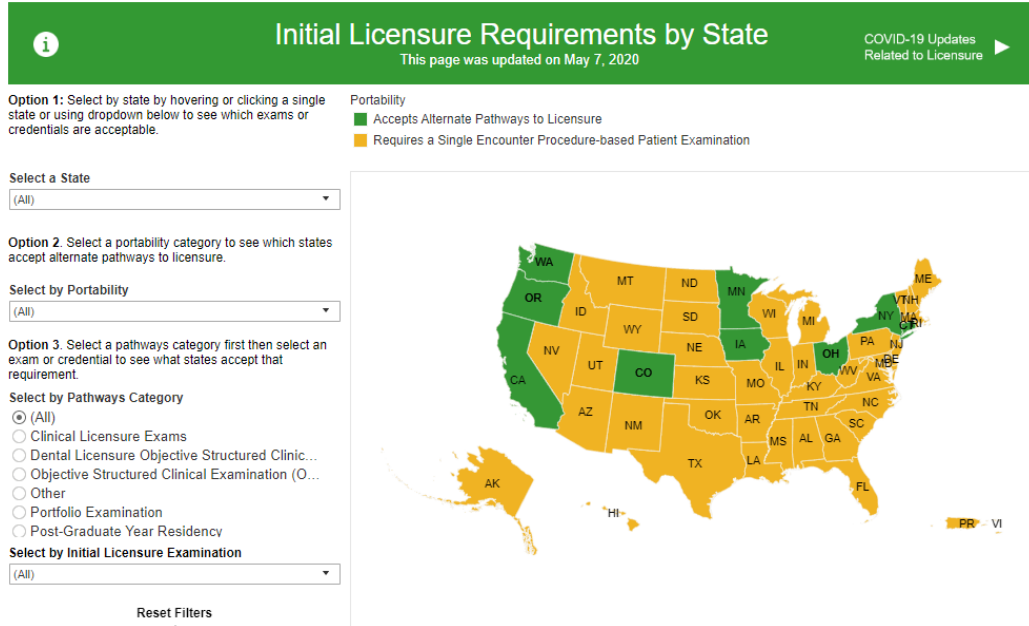 Initial Licensure Requirements by State
This page was updated on May 7, 2020
COVID-19 Updates
Related to Licensure
Option 1: Select by state by hovering or clicking a single
state or using dropdown below to see which exams or
credentials are acceptable.
Select a State
(All)
Option 2. Select a portability category to see which states
accept alternate pathways to licensure.
Select by Portability
(All)
Option 3. Select a pathways category first then select an
exam or credential to see what states accept that
requirement.
Select by Pathways Category
(All)
Clinical Licensure Exams
Dental Licensure Objective Structured Clinic...
Objective Structured Clinical Examination (O...
Other
Portfolio Examination
Post-Graduate Year Residency
Select by Initial Licensure Examination
(All)
Reset Filters
Portability
Accepts Alternate Pathways to Licensure
Requires a Single Encounter Procedure-based Patient Examination
WA
MT
ND
MN
ME
OR
ID
SD
WI
MI
VT
NH
NY
MA
CT
RI
WY
IA
PA
NJ
NV
NE
OH
MD
DE
UT
CO
IL
IN
WV
VA
CA
KS
MO
KY
NC
AZ
NM
OK
AR
TN
SC
MS
AL
GA
TX
LA
FL
AK
HI
PR
VI